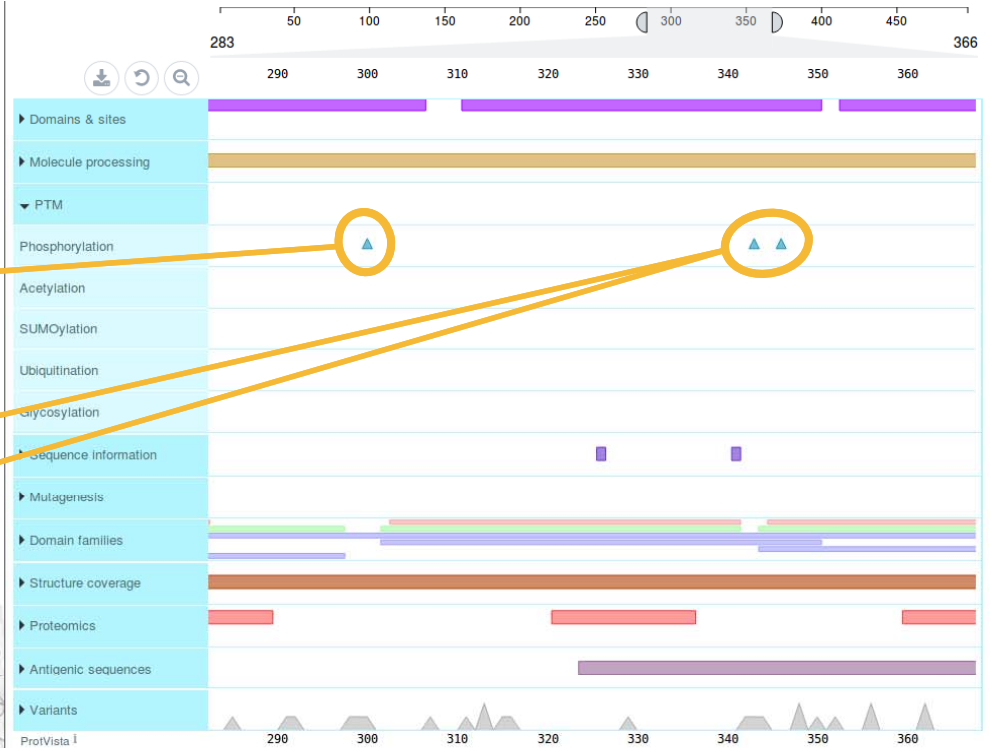 50 100 150 200 250 300 350 400 450
283 366
290 300 310 320 330 340 350 360
Domains & sites
Molecule processing
PTM
Phosphorylation
Acetylation
SUMOylation
Ubiquitination
Glycosylation
Sequence information
Mutagenesis
Domain families
Structure coverage
Proteomics
Antigenic sequences
Variants
ProtVista i 290 300 310 320 330 340 350 360